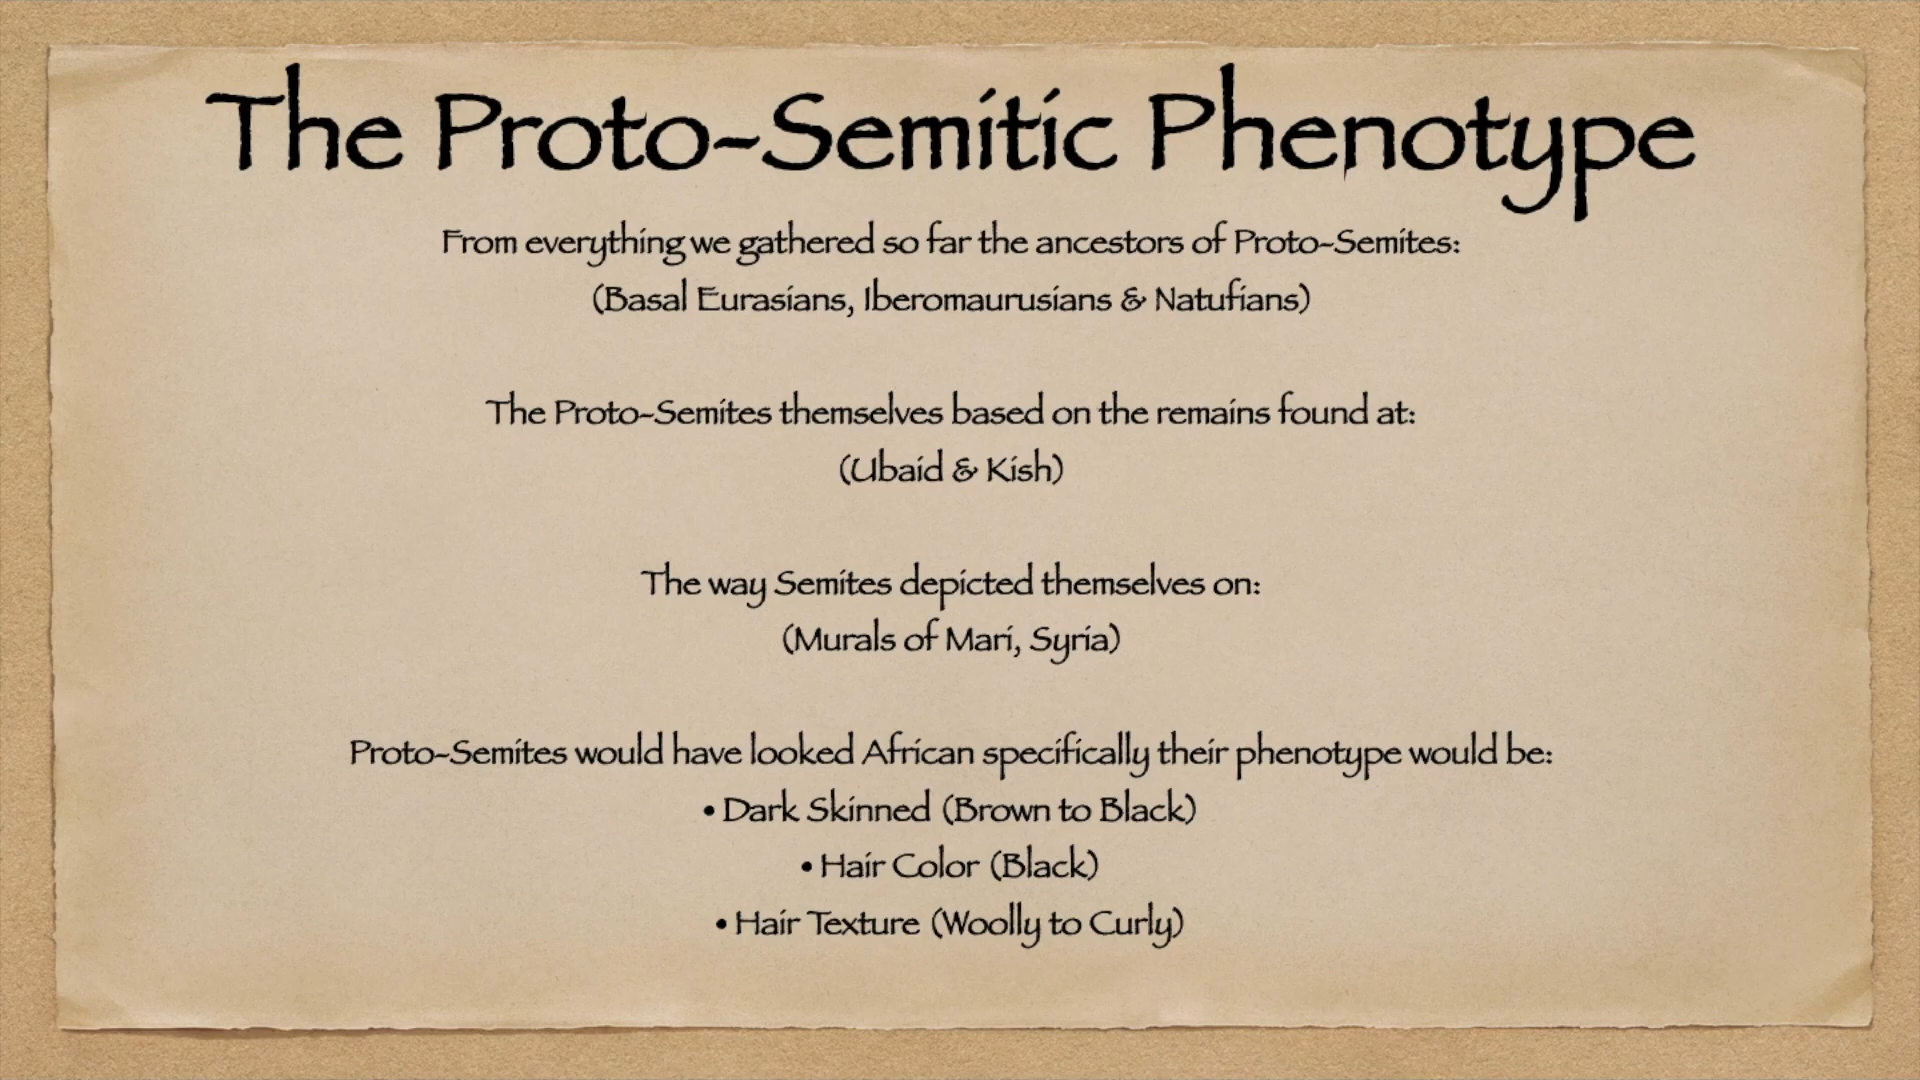 The Proto-Semitic Phenotype
From everything we gathered so far the ancestors of Proto-Semites:
(Basal Eurasians, Iberomaurusians & Natufians)
The Proto-Semites themselves based on the remains found at:
(Ubaid & Kish)
The way Semites depicted themselves on:
(Murals of Mari, Syria)
Proto-Semites would have looked African specifically their phenotype would be:
• Dark Skinned (Brown to Black)
• Hair Color (Black)
• Hair Texture (Woolly to Curly)